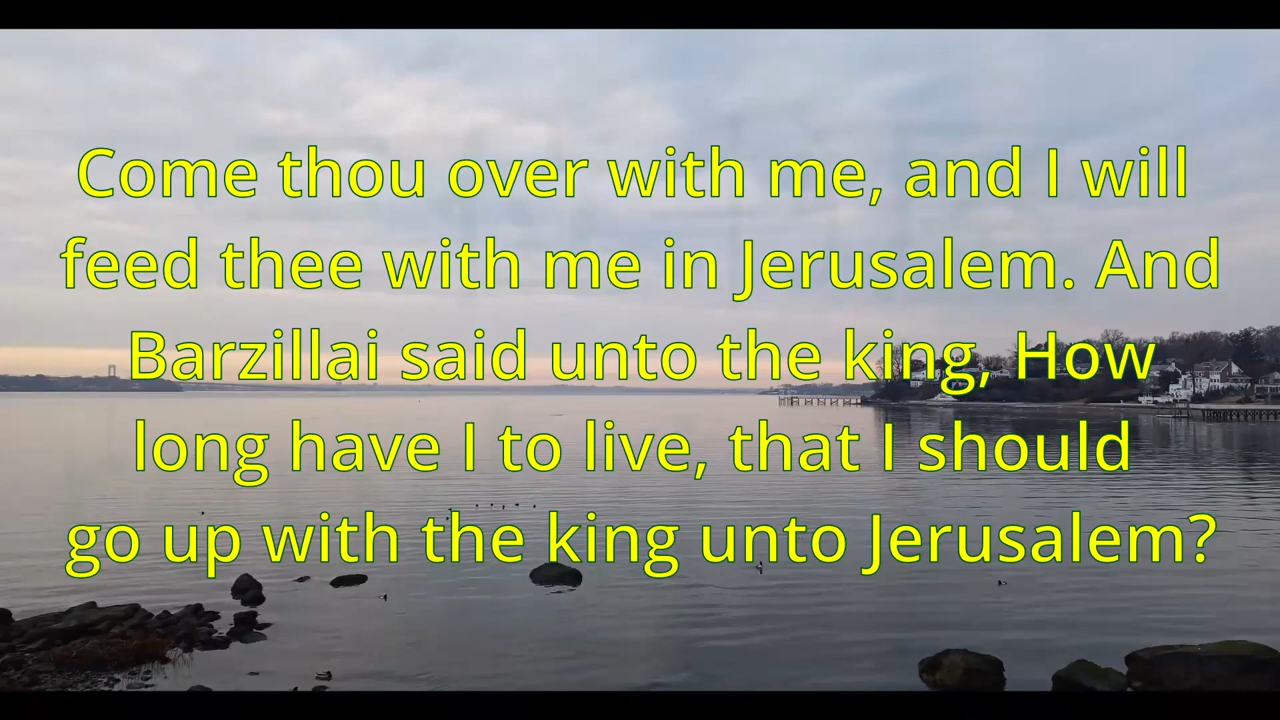 Come thou over with me, and I will
feed thee with me in Jerusalem. And
Barzillai said unto the king, How
long have I to live, that I should
go up with the king unto Jerusalem?